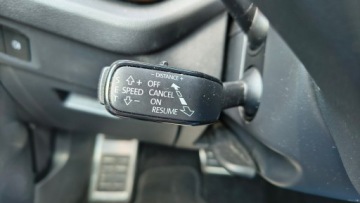 - DISTANCE +
+ OFF
SPEED CANCEL
- ON
RESUME